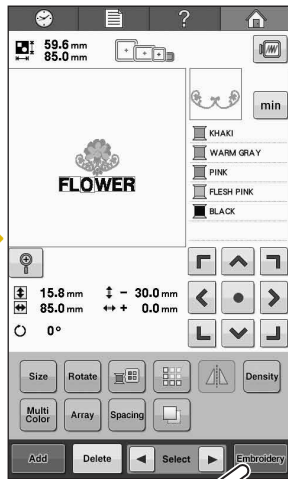 ?
59.6 mm
85.0 mm
min
KHAKI
WARM GRAY
PINK
FLESH PINK
BLACK
FLOWER
15.8 mm - 30.0 mm
85.0 mm + 0.0 mm
0°
Size Rotate Density
Multi Color Array Spacing
Add Delete Select Embroidery